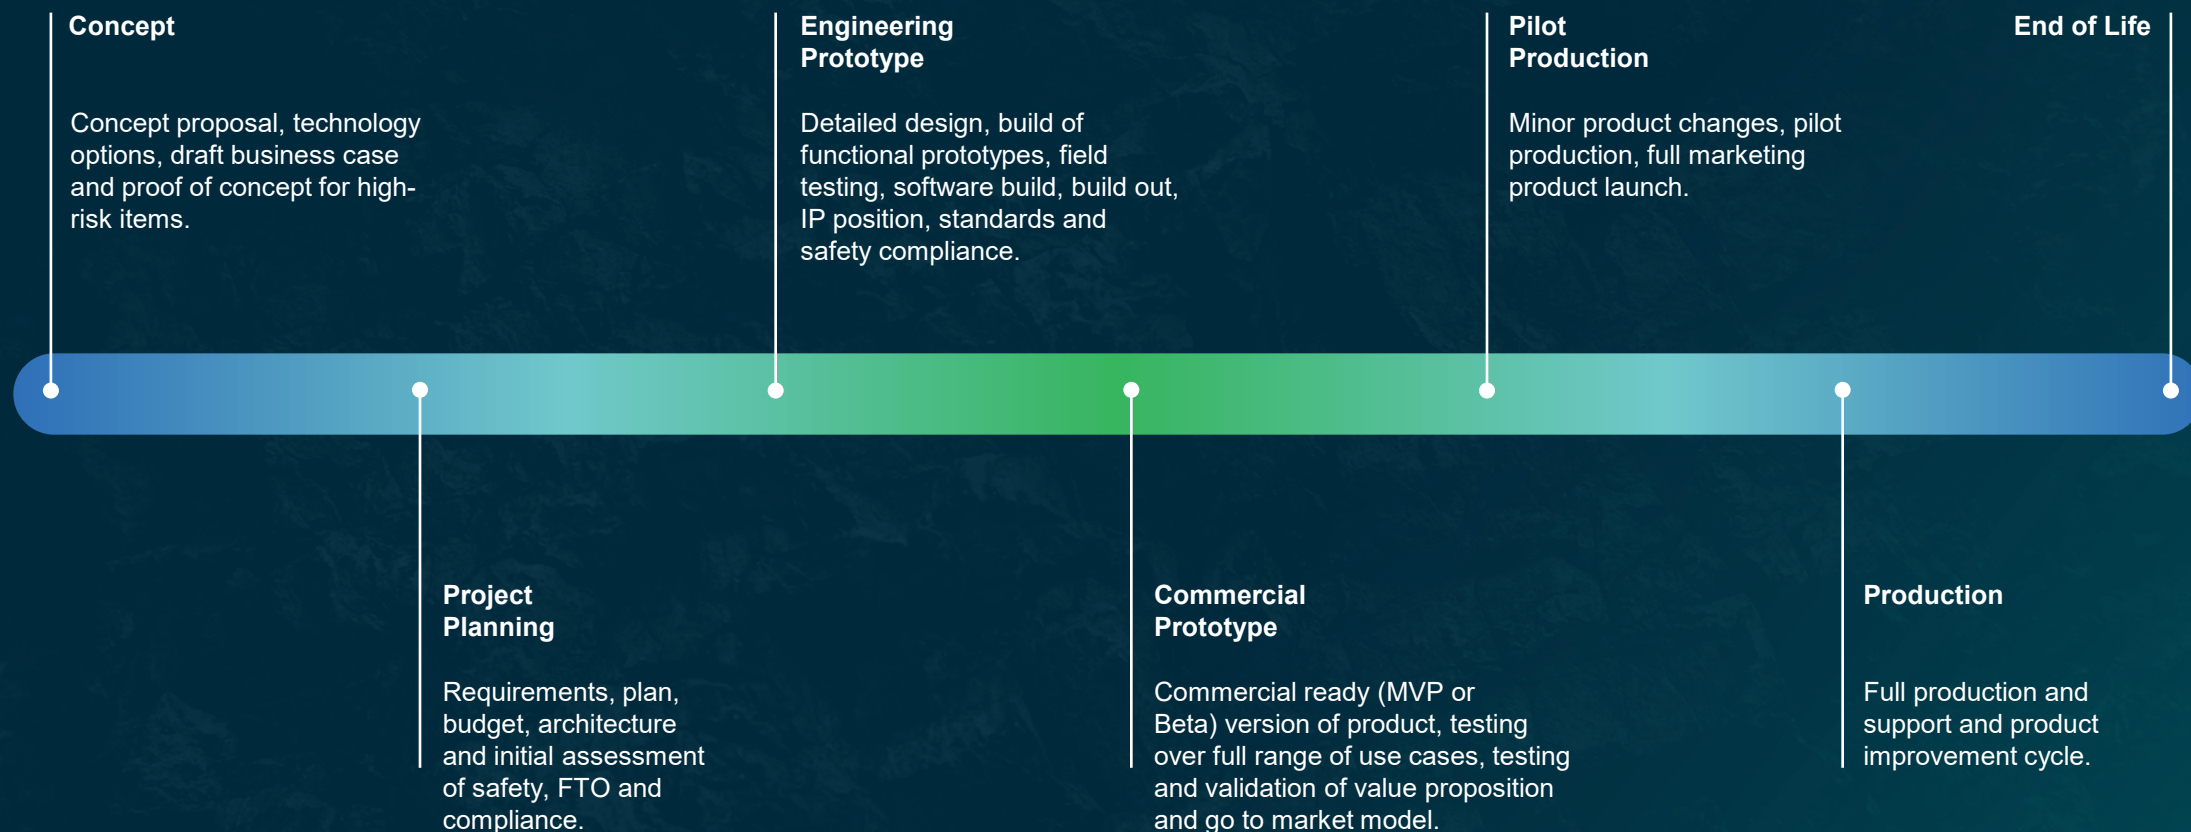 Concept
Concept proposal, technology
options, draft business case
and proof of concept for high-
risk items.
Project
Planning
Requirements, plan,
budget, architecture
and initial assessment
of safety, FTO and
compliance.
Engineering
Prototype
Detailed design, build of
functional prototypes, field
testing, software build, build out,
IP position, standards and
safety compliance.
Commercial
Prototype
Commercial ready (MVP or
Beta) version of product, testing
over full range of use cases, testing
and validation of value proposition
and go to market model.
Pilot
Production
Minor product changes, pilot
production, full marketing
product launch.
Production
Full production and
support and product
improvement cycle.
End of Life